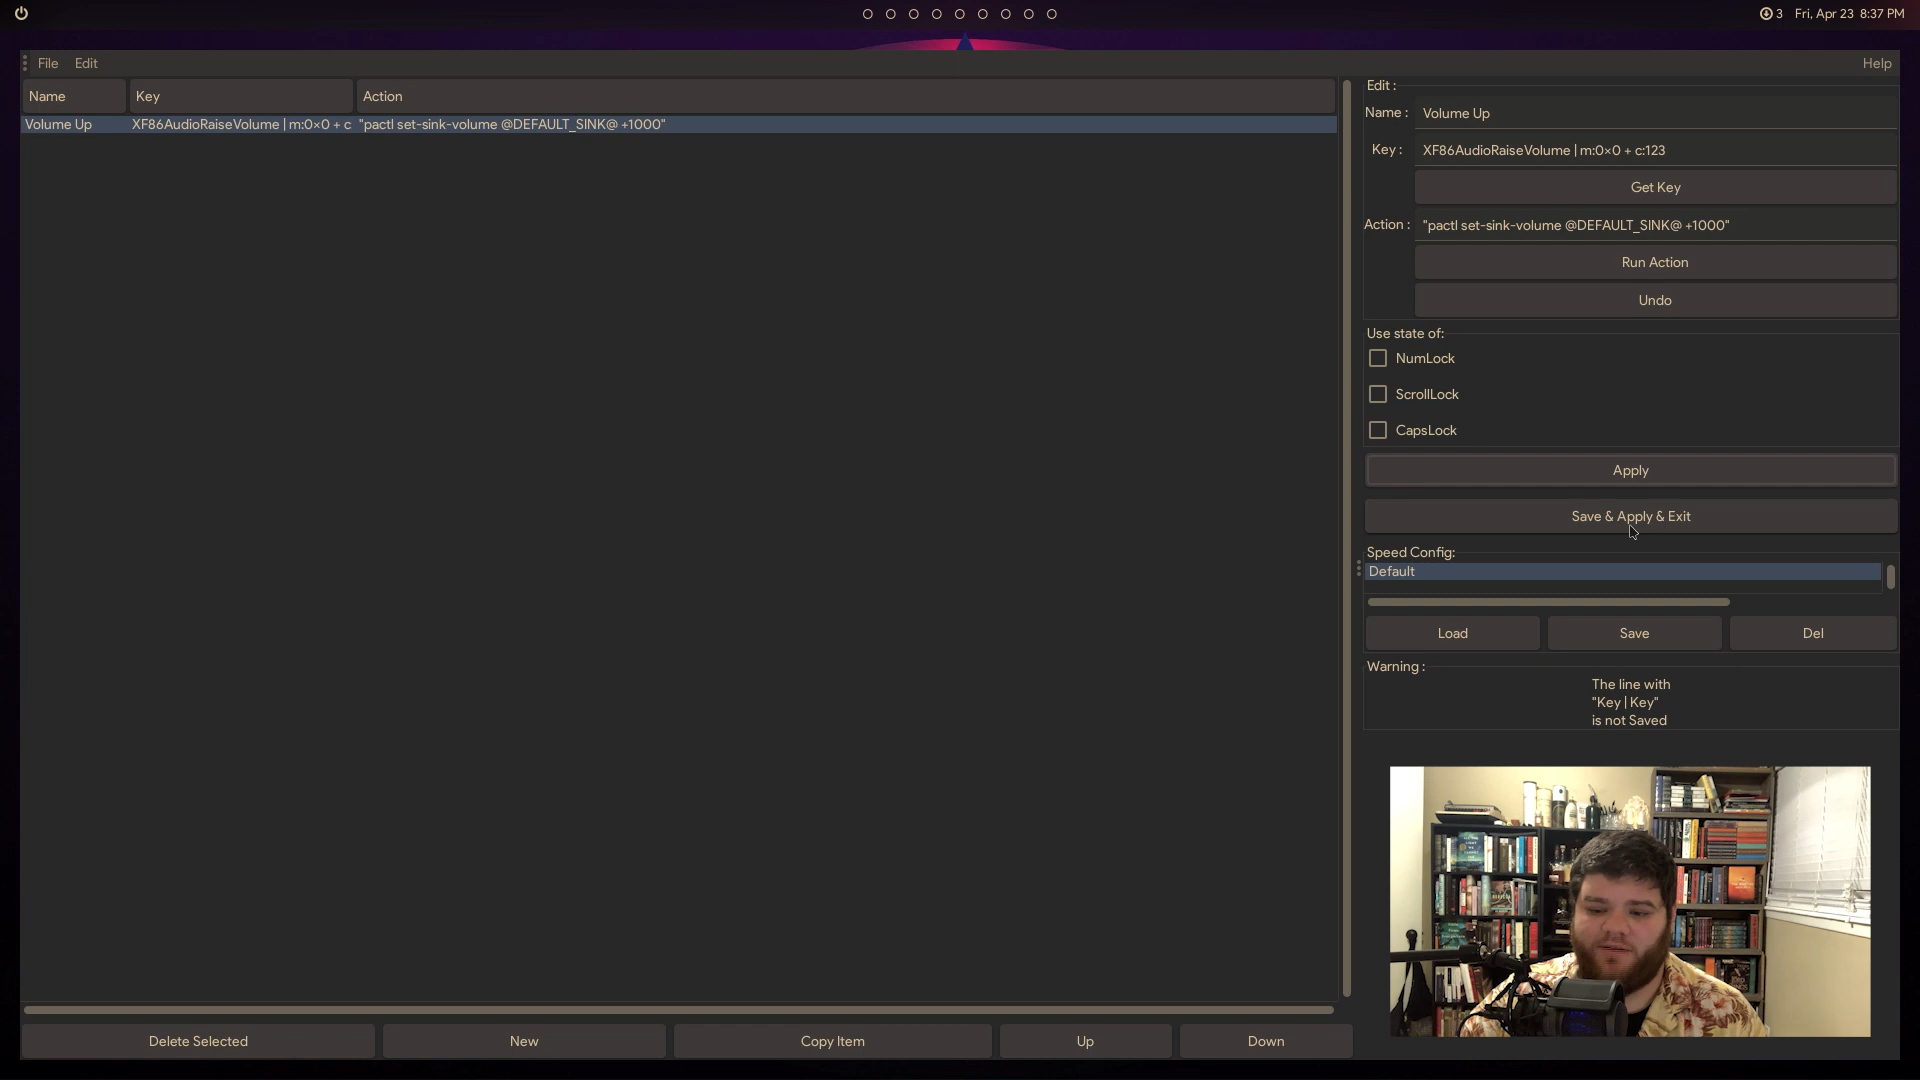 3 Fri, Apr 23 8:37 PM
File Edit Help
Name Key Action
Volume Up XF86AudioRaiseVolume | m:0x0 + c "pactl set-sink-volume @DEFAULT_SINK@ +1000"
Edit :
Name : Volume Up
Key : XF86AudioRaiseVolume | m:0x0 + c:123
Get Key
Action : "pactl set-sink-volume @DEFAULT_SINK@ +1000"
Run Action
Undo
Use state of:
NumLock
ScrollLock
CapsLock
Apply
Save & Apply & Exit
Speed Config:
Default
Load Save Del
Warning :
The line with
"Key | Key"
is not Saved
Delete Selected New Copy Item Up Down